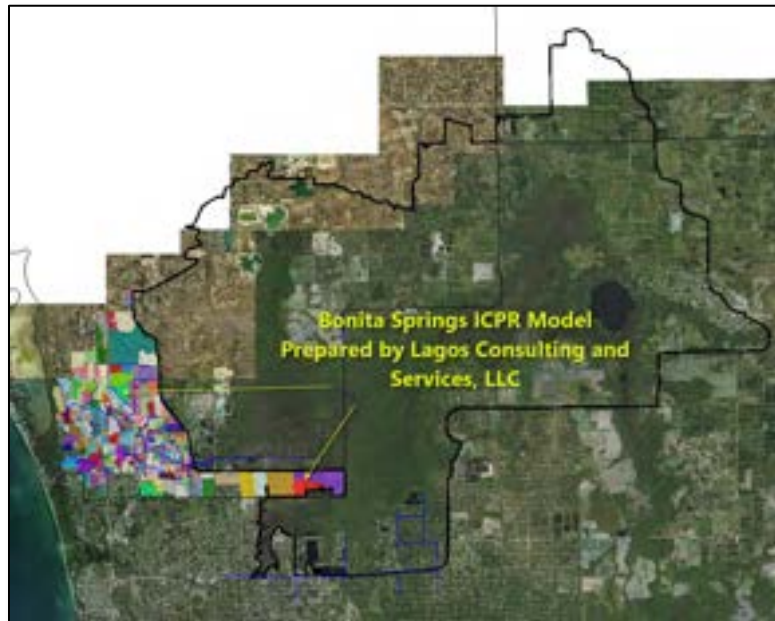 Bonita Springs ICPR Model
Prepared by Lagos Consulting and
Services, LLC